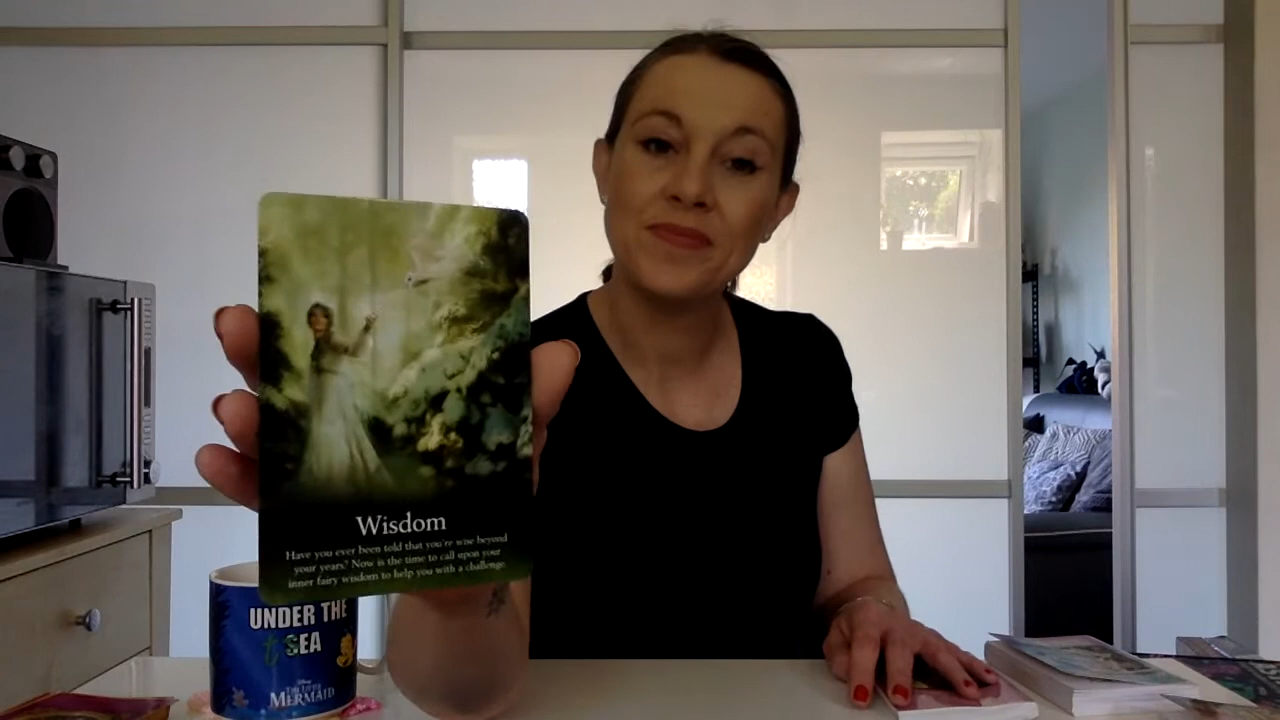 Wisdom
Have you ever been told that you're wise beyond
your years? Now is the time to call upon your
inner fairy wisdom to help you with a challenge.
UNDER THE
SEA
Disney
THE LITTLE
MERMAID